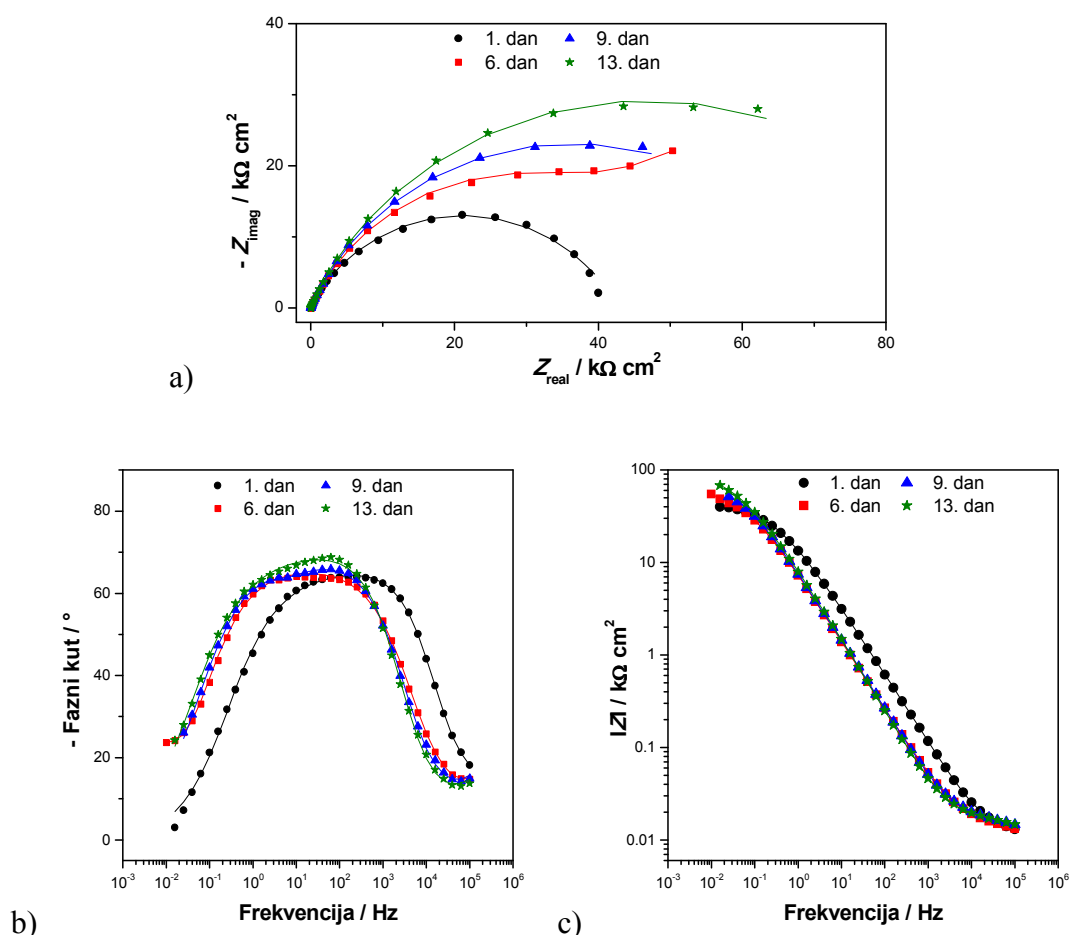 40
20
0
- Z_imag / kΩ cm²
1. dan
9. dan
6. dan
13. dan
0
20
40
60
80
Z_real / kΩ cm²
a)
80
60
40
20
0
- Fazni kut / °
1. dan
9. dan
6. dan
13. dan
10⁻³
10⁻²
10⁻¹
10⁰
10¹
10²
10³
10⁴
10⁵
10⁶
Frekvencija / Hz
b)
100
10
1
0.1
0.01
|Z| / kΩ cm²
1. dan
9. dan
6. dan
13. dan
10⁻³
10⁻²
10⁻¹
10⁰
10¹
10²
10³
10⁴
10⁵
10⁶
Frekvencija / Hz
c)